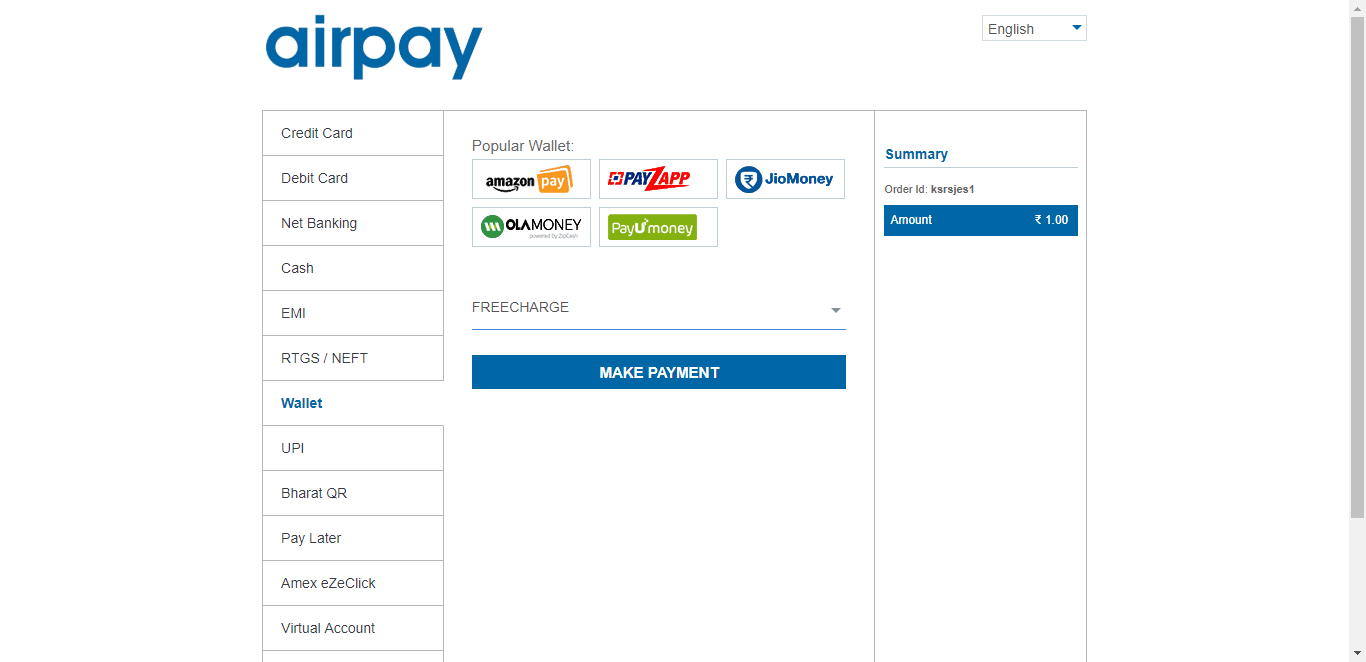 airpay
English
Credit Card
Debit Card
Net Banking
Cash
EMI
RTGS / NEFT
Wallet
UPI
Bharat QR
Pay Later
Amex eZeClick
Virtual Account
Popular Wallet:
amazon pay
PAYZAPP
JioMoney
OLAMONEY
powered by ZipCash
PayUmoney
FREECHARGE
MAKE PAYMENT
Summary
Order Id: ksrsjes1
Amount ₹ 1.00